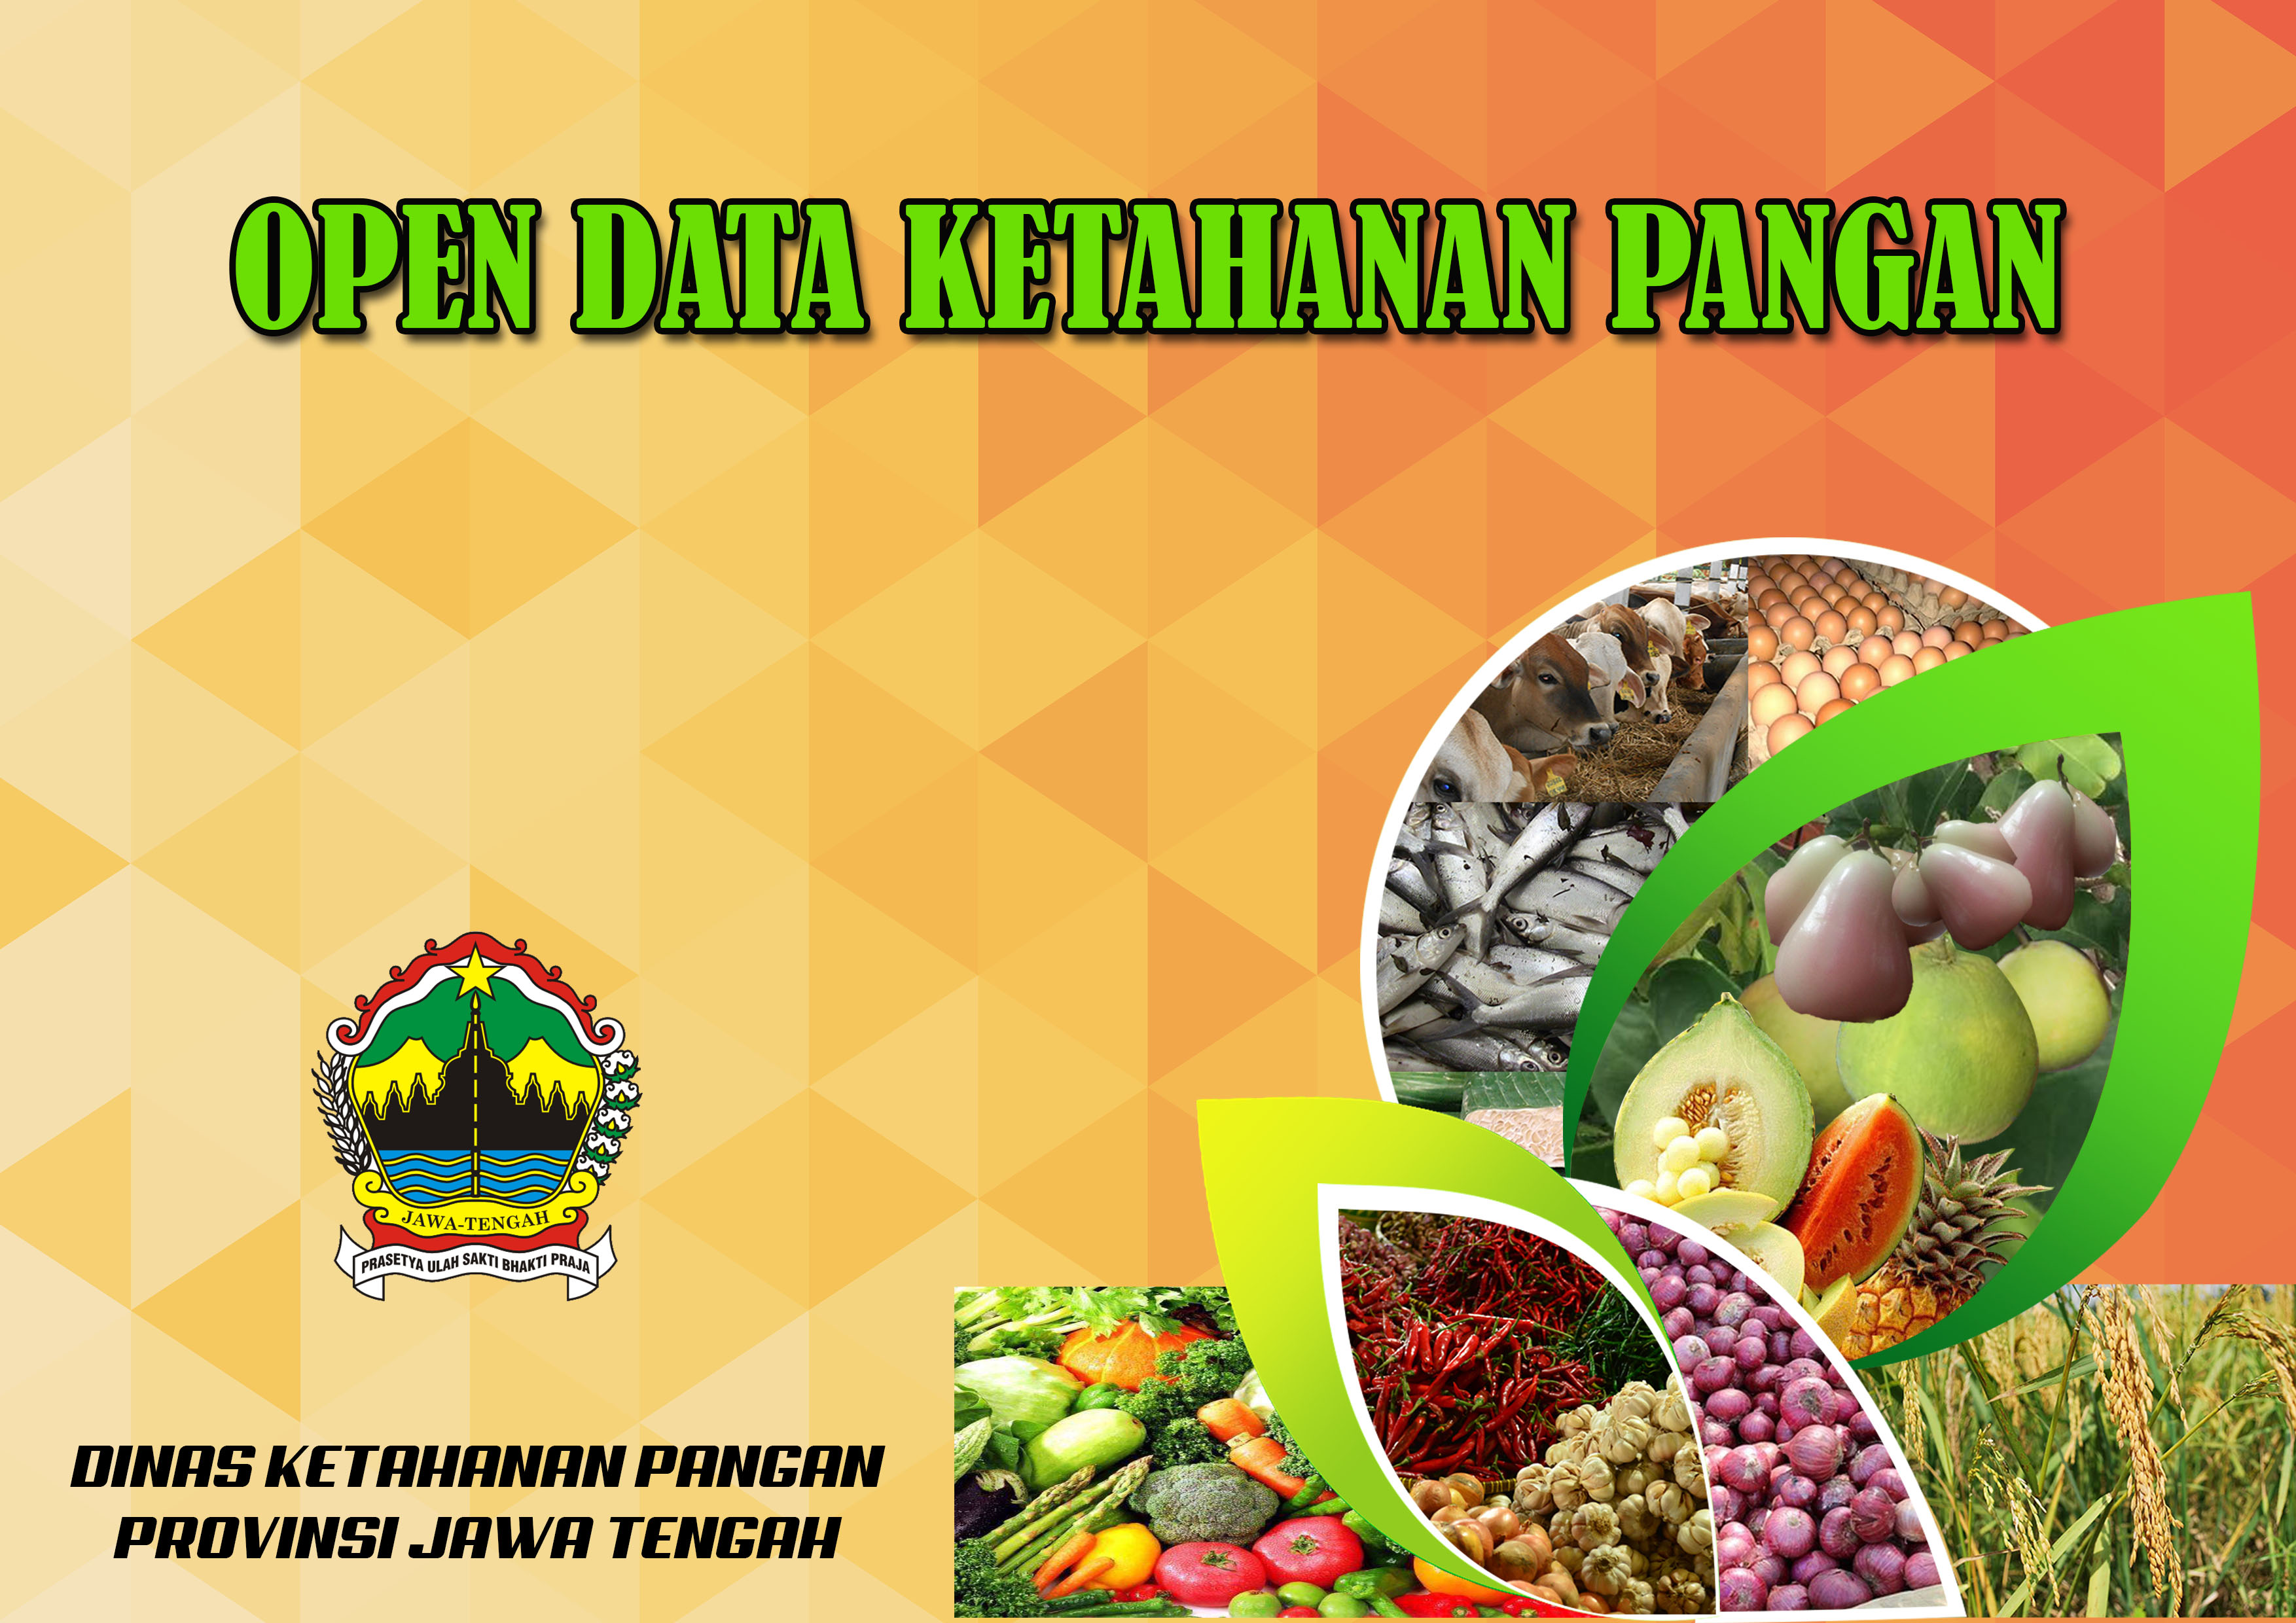 OPEN DATA KETAHANAN PANGAN
JAWA-TENGAH
PRASETYA ULAH SAKTI BHAKTI PRAJA
DINAS KETAHANAN PANGAN
PROVINSI JAWA TENGAH